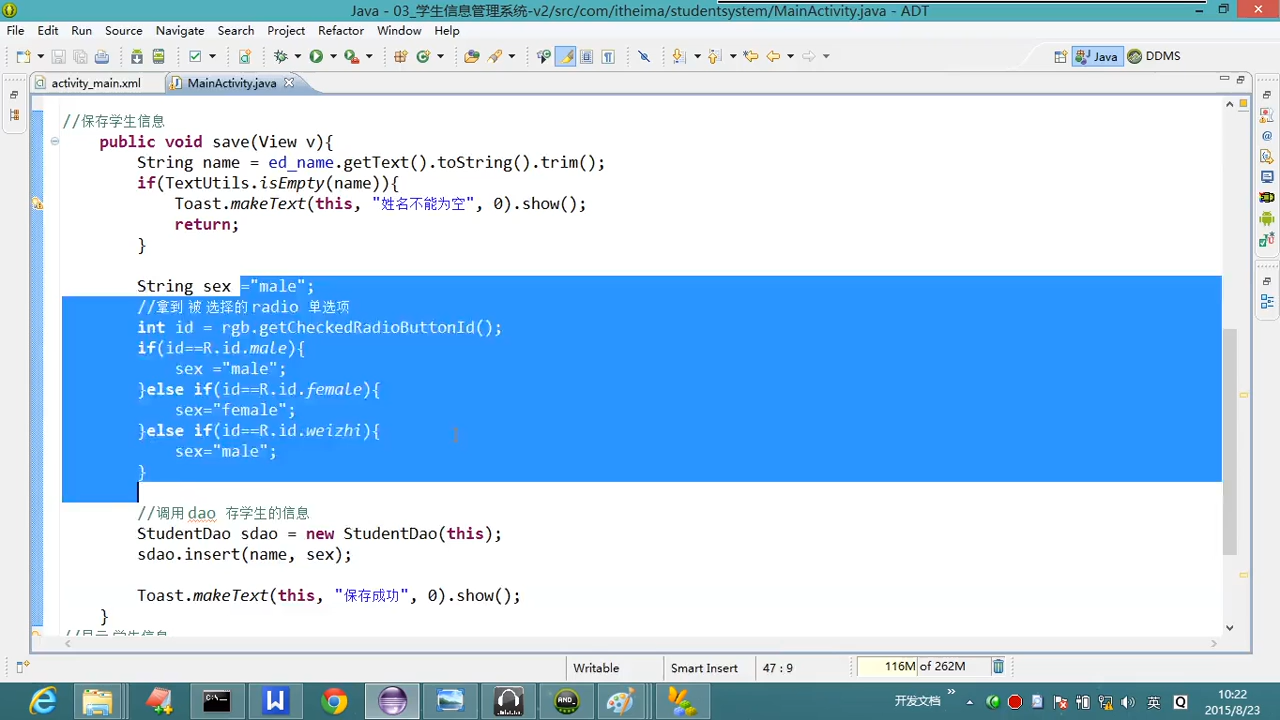 Java - 03_学生信息管理系统-v2/src/com/itheima/studentsystem/MainActivity.java - ADT
File Edit Run Source Navigate Search Project Refactor Window Help
Java DDMS
activity_main.xml MainActivity.java
//保存学生信息
public void save(View v){
String name = ed_name.getText().toString().trim();
if(TextUtils.isEmpty(name)){
Toast.makeText(this, "姓名不能为空", 0).show();
return;
}
String sex ="male";
//拿到 被 选择的 radio 单选项
int id = rgb.getCheckedRadioButtonId();
if(id==R.id.male){
sex ="male";
}else if(id==R.id.female){
sex="female";
}else if(id==R.id.weizhi){
sex="male";
}
//调用 dao 存学生的信息
StudentDao sdao = new StudentDao(this);
sdao.insert(name, sex);
Toast.makeText(this, "保存成功", 0).show();
}
//显示 学生信息
Writable Smart Insert 47 : 9 116M of 262M
开发文档 » 英 10:22
2015/8/23